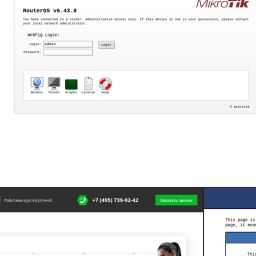 MikroTik
RouterOS v6.43.8
You have connected to a router. Administrative access only. If this device is not in your possession, please contact
your local network administrator.
WebFig Login:
Login: admin
Login
Password:
Winbox Telnet Graphs License Help
© mikrotik
Работаем круглосуточно! +7 (495) 739-92-42 Заказать звонок
This page is
page, it mea
This